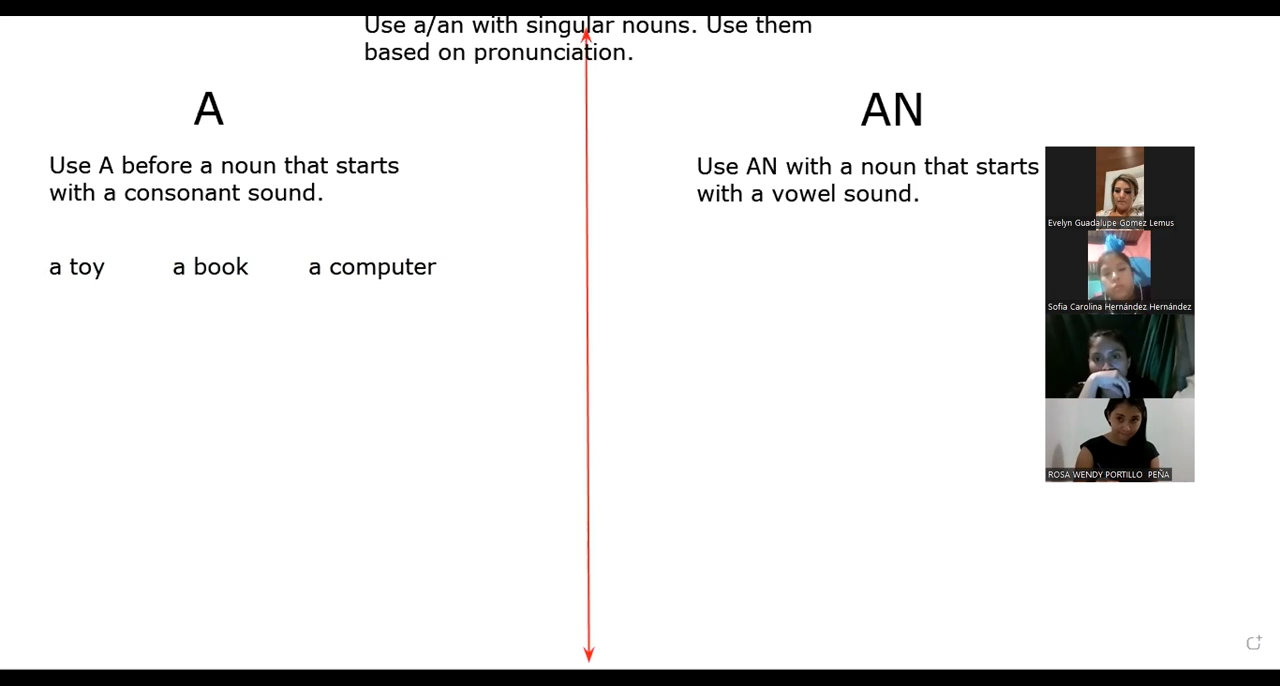 Use a/an with singular nouns. Use them
based on pronunciation.
A
Use A before a noun that starts
with a consonant sound.
a toy a book a computer
AN
Use AN with a noun that starts
with a vowel sound.
Evelyn Guadalupe Gomez Lemus
Sofia Carolina Hernández Hernández
ROSA WENDY PORTILLO PEÑA